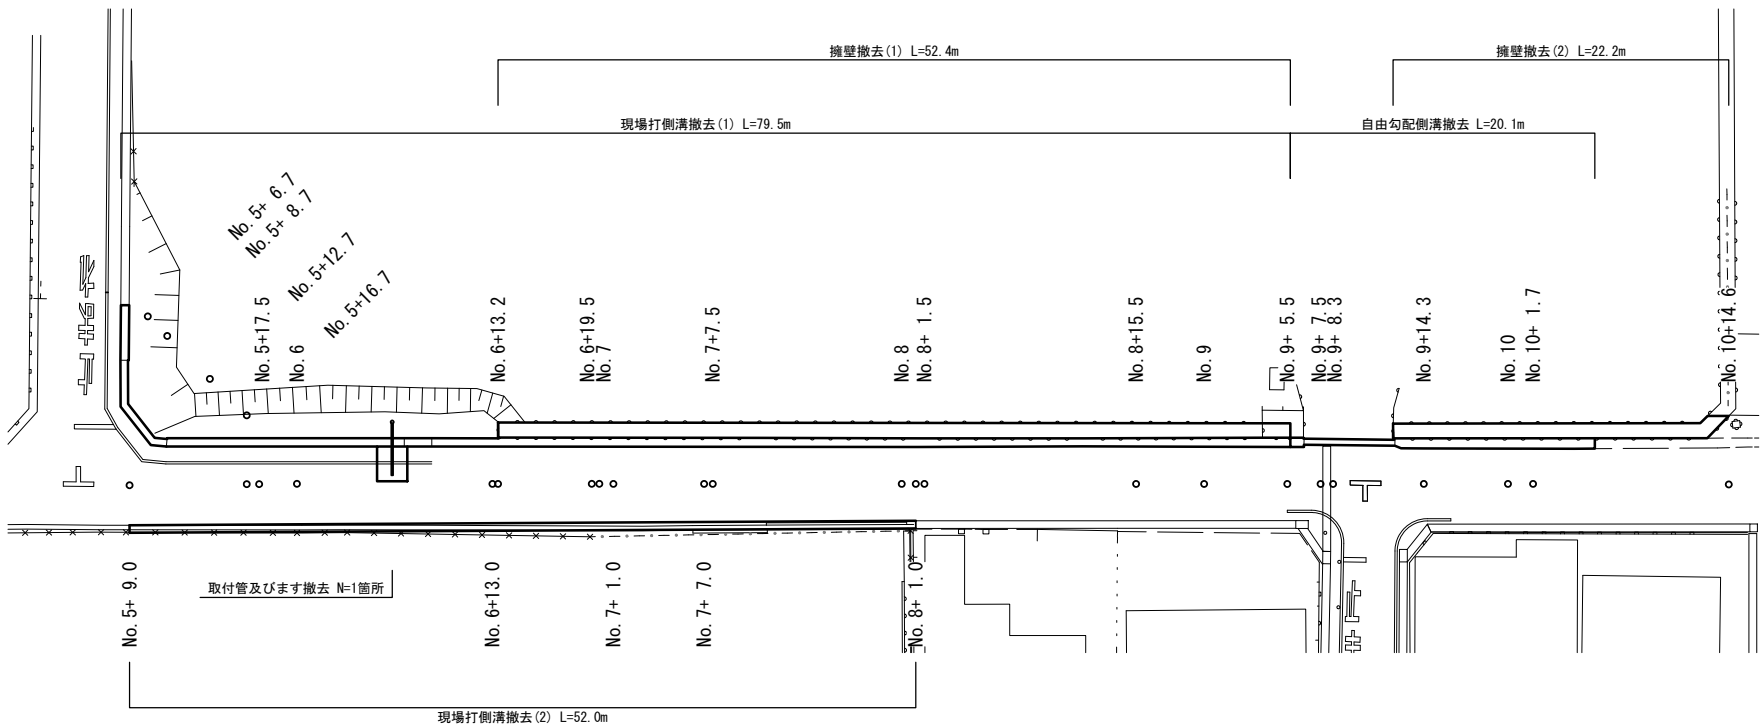 擁壁撤去(1) L=52.4m
擁壁撤去(2) L=22.2m
現場打側溝撤去(1) L=79.5m
自由勾配側溝撤去 L=20.1m
No.5+ 6.7
No.5+ 8.7
No.5+12.7
No.5+16.7
No.5+17.5
No.6
No.6+13.2
No.6+19.5
No.7
No.7+7.5
No.8
No.8+ 1.5
No.8+15.5
No.9
No.9+ 5.5
No.9+ 7.5
No.9+ 8.3
No.9+14.3
No.10
No.10+ 1.7
No.10+14.6
No.5+ 9.0
取付管及びます撤去 N=1箇所
No.6+13.0
No.7+ 1.0
No.7+ 7.0
No.8+ 1.0
現場打側溝撤去(2) L=52.0m